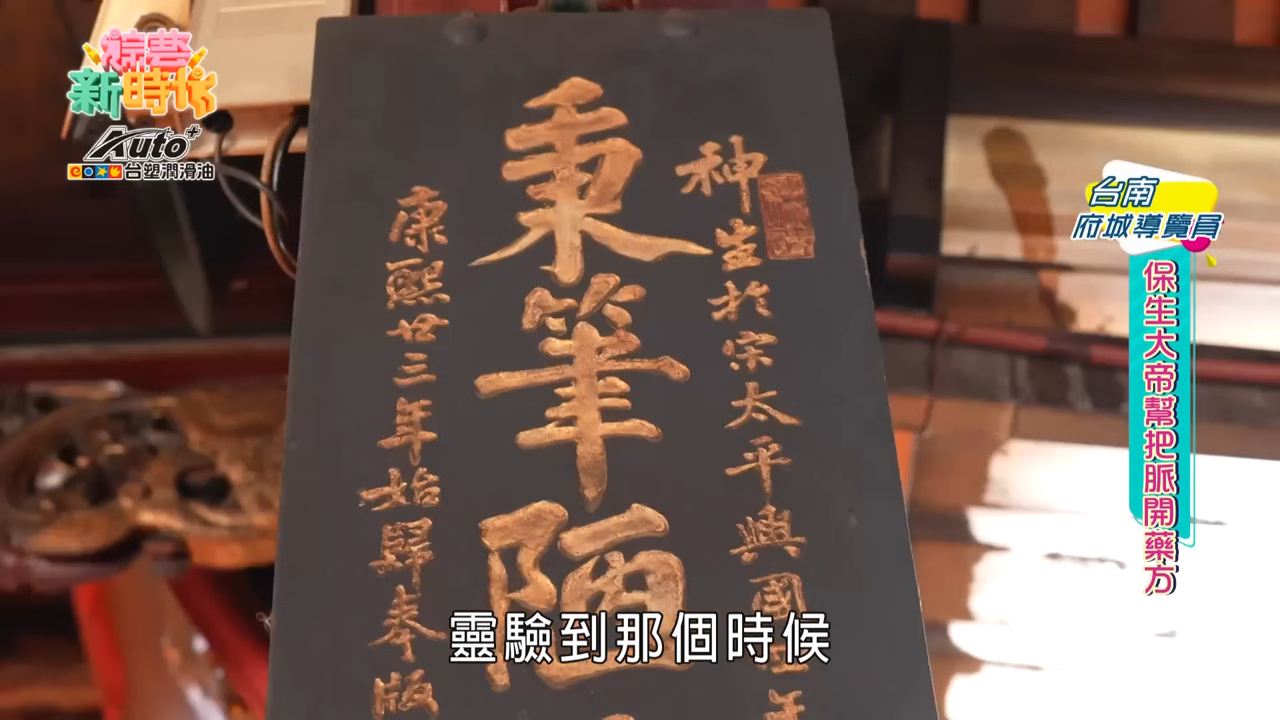 綜藝
新時代
Auto+
台塑潤滑油
台南
府城導覽員
保生大帝幫把脈開藥方
神生於宋太平興國
秉筆陋
康熙廿三年始歸奉版
靈驗到那個時候